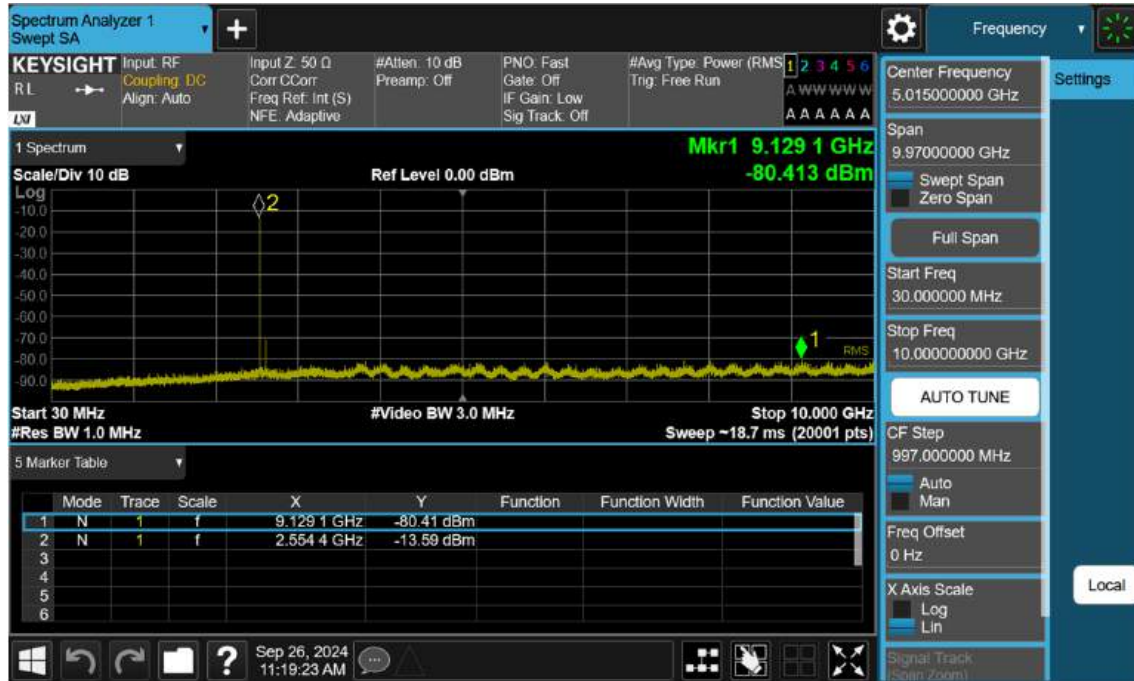 Spectrum Analyzer 1
Swept SA
Frequency
KEYSIGHT
RL
LXI
Input: RF
Coupling: DC
Align: Auto
Input Z: 50 Ω
Corr CCorr
Freq Ref: Int (S)
NFE: Adaptive
#Atten: 10 dB
Preamp: Off
PNO: Fast
Gate: Off
IF Gain: Low
Sig Track: Off
#Avg Type: Power (RMS
Trig: Free Run
1 2 3 4 5 6
A W W W W W
A A A A A A
1 Spectrum
Scale/Div 10 dB
Ref Level 0.00 dBm
Mkr1 9.129 1 GHz
-80.413 dBm
Log
-10.0
-20.0
-30.0
-40.0
-50.0
-60.0
-70.0
-80.0
-90.0
2
1
RMS
Start 30 MHz
#Video BW 3.0 MHz
Stop 10.000 GHz
#Res BW 1.0 MHz
Sweep ~18.7 ms (20001 pts)
5 Marker Table
Mode Trace Scale X Y Function Function Width Function Value
1 N 1 f 9.129 1 GHz -80.41 dBm
2 N 1 f 2.554 4 GHz -13.59 dBm
3
4
5
6
Sep 26, 2024
11:19:23 AM
?
Center Frequency
5.015000000 GHz
Span
9.97000000 GHz
Swept Span
Zero Span
Full Span
Start Freq
30.000000 MHz
Stop Freq
10.000000000 GHz
AUTO TUNE
CF Step
997.000000 MHz
Auto
Man
Freq Offset
0 Hz
X Axis Scale
Log
Lin
Signal Track
(Span Zoom)
Settings
Local